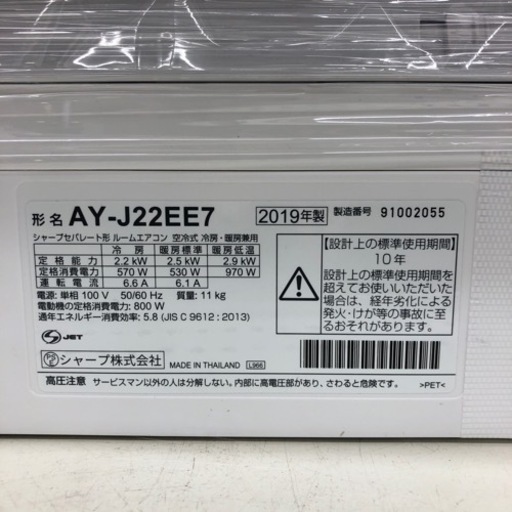 形名 AY-J22EE7 2019年製 製造番号 91002055
シャープセパレート形 ルームエアコン 空冷式 冷房・暖房兼用
冷房 暖房標準 暖房低温
定格能力 2.2 kW 2.5 kW 2.9 kW
定格消費電力 570 W 530 W 970 W
運転電流 6.6 A 6.1 A
電源: 単相 100 V 50/60 Hz 質量: 11 kg
電動機の定格消費電力: 800 W
通年エネルギー消費効率: 5.8 (JIS C 9612 : 2013)
JET
シャープ株式会社 MADE IN THAILAND L966
高圧注意 サービスマン以外の人は分解しない。内部に高電圧部があり、さわると危険です。
【設計上の標準使用期間】
10年
設計上の標準使用期間を
超えてお使いいただいた
場合は、経年劣化による
発火・けが等の事故に至
るおそれがあります。
>PET<